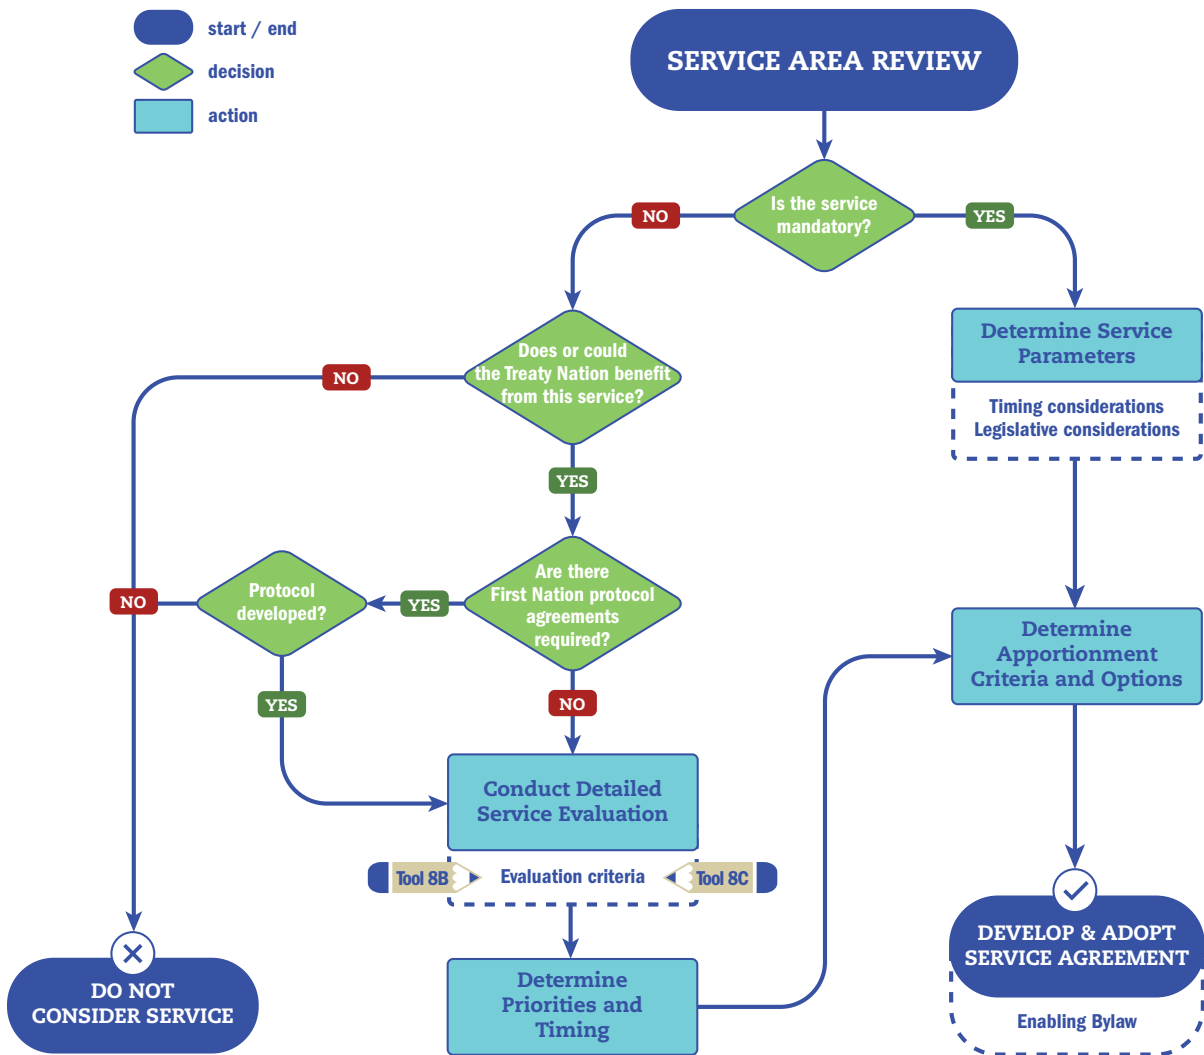 start / end
decision
action
SERVICE AREA REVIEW
Is the service
mandatory?
NO
YES
Does or could
the Treaty Nation benefit
from this service?
NO
YES
Determine Service
Parameters
Timing considerations
Legislative considerations
Are there
First Nation protocol
agreements
required?
YES
NO
Protocol
developed?
NO
YES
Determine
Apportionment
Criteria and Options
Conduct Detailed
Service Evaluation
Tool 8B
Evaluation criteria
Tool 8C
Determine
Priorities and
Timing
DO NOT
CONSIDER SERVICE
DEVELOP & ADOPT
SERVICE AGREEMENT
Enabling Bylaw